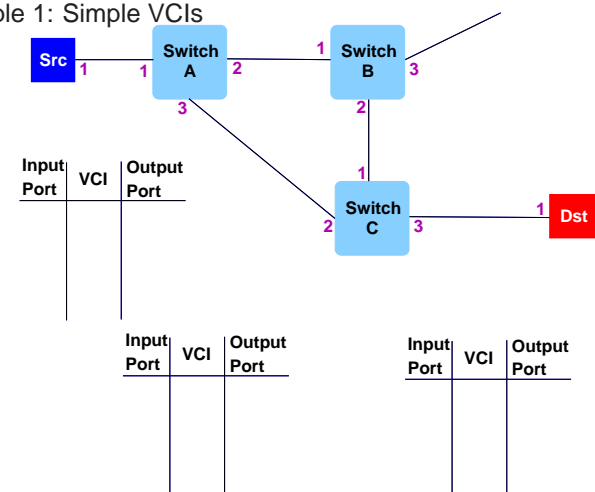 ole 1: Simple VCIs
Src
1
1
Switch
A
2
3
1
Switch
B
3
2
1
Switch
C
2
3
1
Dst
Input
Port
VCI
Output
Port
Input
Port
VCI
Output
Port
Input
Port
VCI
Output
Port